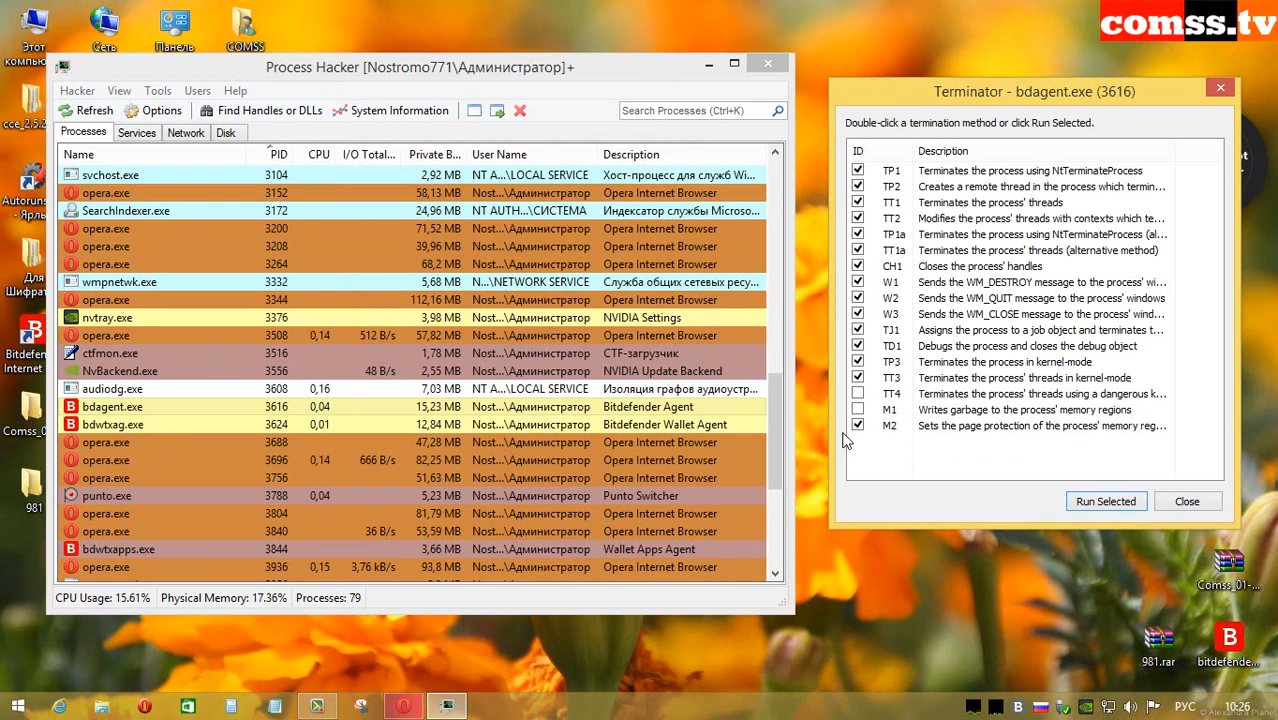 comss.tv
Этот
компью
Сеть
Панель
COMSS
cce_2.5.2
Autoruns
Ярль
Для
Шифрат
Bitdefender
Internet
Comss_0
981
Process Hacker [Nostromo771\Администратор]+
Hacker View Tools Users Help
Refresh Options Find Handles or DLLs System Information Search Processes (Ctrl+K)
Processes Services Network Disk
Name PID CPU I/O Total... Private B... User Name Description
svchost.exe 3104 2,92 MB NT A...\LOCAL SERVICE Хост-процесс для служб Wi...
opera.exe 3152 58,13 MB Nost...\Администратор Opera Internet Browser
SearchIndexer.exe 3172 24,96 MB NT AUTH...\СИСТЕМА Индексатор службы Microso...
opera.exe 3200 71,52 MB Nost...\Администратор Opera Internet Browser
opera.exe 3208 39,96 MB Nost...\Администратор Opera Internet Browser
opera.exe 3264 68,2 MB Nost...\Администратор Opera Internet Browser
wmpnetwk.exe 3332 5,68 MB N...\NETWORK SERVICE Служба общих сетевых ресу...
opera.exe 3344 112,16 MB Nost...\Администратор Opera Internet Browser
nvtray.exe 3376 3,98 MB Nost...\Администратор NVIDIA Settings
opera.exe 3508 0,14 512 B/s 57,82 MB Nost...\Администратор Opera Internet Browser
ctfmon.exe 3516 1,78 MB Nost...\Администратор CTF-загрузчик
NvBackend.exe 3556 48 B/s 21,55 MB Nost...\Администратор NVIDIA Update Backend
audiodg.exe 3608 0,16 7,03 MB NT A...\LOCAL SERVICE Изоляция графов аудиоустр...
bdagent.exe 3616 0,04 15,23 MB Nost...\Администратор Bitdefender Agent
bdwtxag.exe 3624 0,01 12,84 MB Nost...\Администратор Bitdefender Wallet Agent
opera.exe 3688 47,28 MB Nost...\Администратор Opera Internet Browser
opera.exe 3696 0,14 666 B/s 82,25 MB Nost...\Администратор Opera Internet Browser
opera.exe 3756 51,63 MB Nost...\Администратор Opera Internet Browser
punto.exe 3788 0,04 5,23 MB Nost...\Администратор Punto Switcher
opera.exe 3804 81,79 MB Nost...\Администратор Opera Internet Browser
opera.exe 3840 36 B/s 53,59 MB Nost...\Администратор Opera Internet Browser
bdwtxapps.exe 3844 3,66 MB Nost...\Администратор Wallet Apps Agent
opera.exe 3936 0,15 3,76 kB/s 93,8 MB Nost...\Администратор Opera Internet Browser
CPU Usage: 15.61% Physical Memory: 17.36% Processes: 79
Terminator - bdagent.exe (3616)
Double-click a termination method or click Run Selected.
ID Description
TP1 Terminates the process using NtTerminateProcess
TP2 Creates a remote thread in the process which termin...
TT1 Terminates the process' threads
TT2 Modifies the process' threads with contexts which te...
TP1a Terminates the process using NtTerminateProcess (al...
TT1a Terminates the process' threads (alternative method)
CH1 Closes the process' handles
W1 Sends the WM_DESTROY message to the process' wi...
W2 Sends the WM_QUIT message to the process' windows
W3 Sends the WM_CLOSE message to the process' wind...
TJ1 Assigns the process to a job object and terminates t...
TD1 Debugs the process and closes the debug object
TP3 Terminates the process in kernel-mode
TT3 Terminates the process' threads in kernel-mode
TT4 Terminates the process' threads using a dangerous k...
M1 Writes garbage to the process' memory regions
M2 Sets the page protection of the process' memory reg...
Run Selected Close
Comss_01-...
981.rar
bitdefende...
РУС 10:26